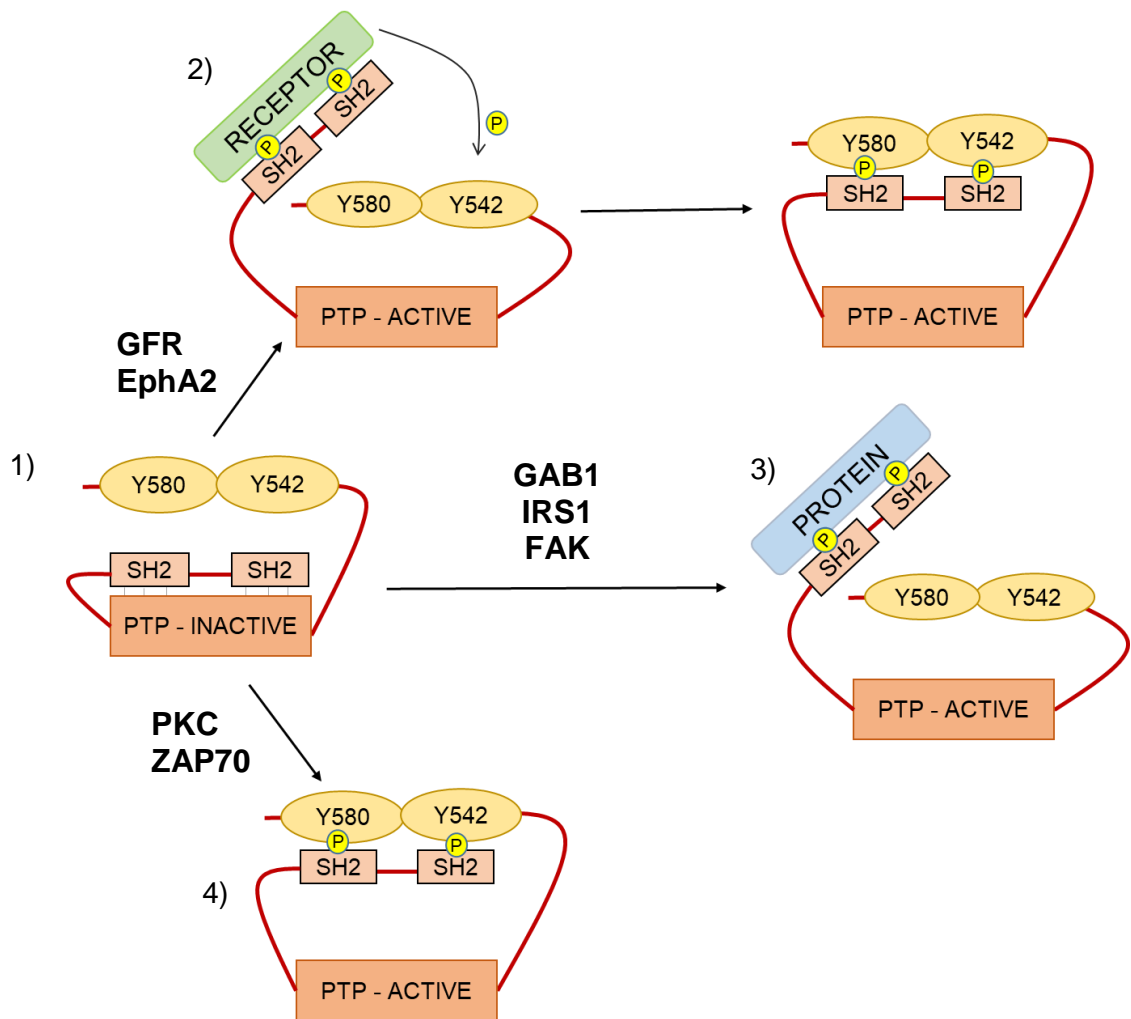 2)
RECEPTOR
P
P
SH2
SH2
P
Y580
Y542
PTP - ACTIVE
Y580
Y542
P
P
SH2
SH2
PTP - ACTIVE
GFR
EphA2
1)
Y580
Y542
SH2
SH2
PTP - INACTIVE
GAB1
IRS1
FAK
3)
PROTEIN
P
P
SH2
SH2
Y580
Y542
PTP - ACTIVE
PKC
ZAP70
4)
Y580
Y542
P
P
SH2
SH2
PTP - ACTIVE